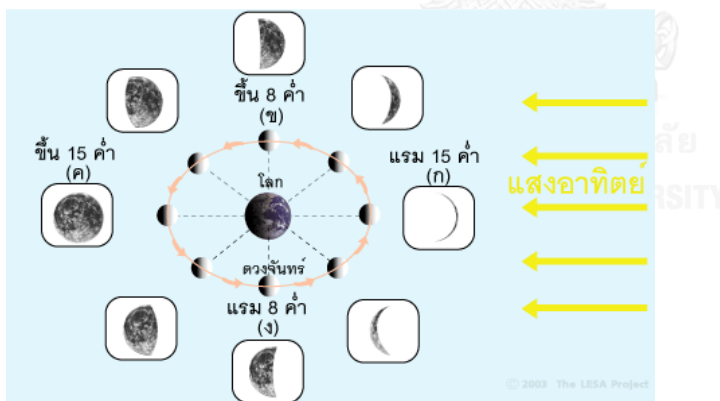 ขึ้น 8 ค่ำ
(ข)
ขึ้น 15 ค่ำ
(ค)
แรม 15 ค่ำ
(ก)
โลก
แสงอาทิตย์
ดวงจันทร์
แรม 8 ค่ำ
(ง)
© 2003 The LESA Project